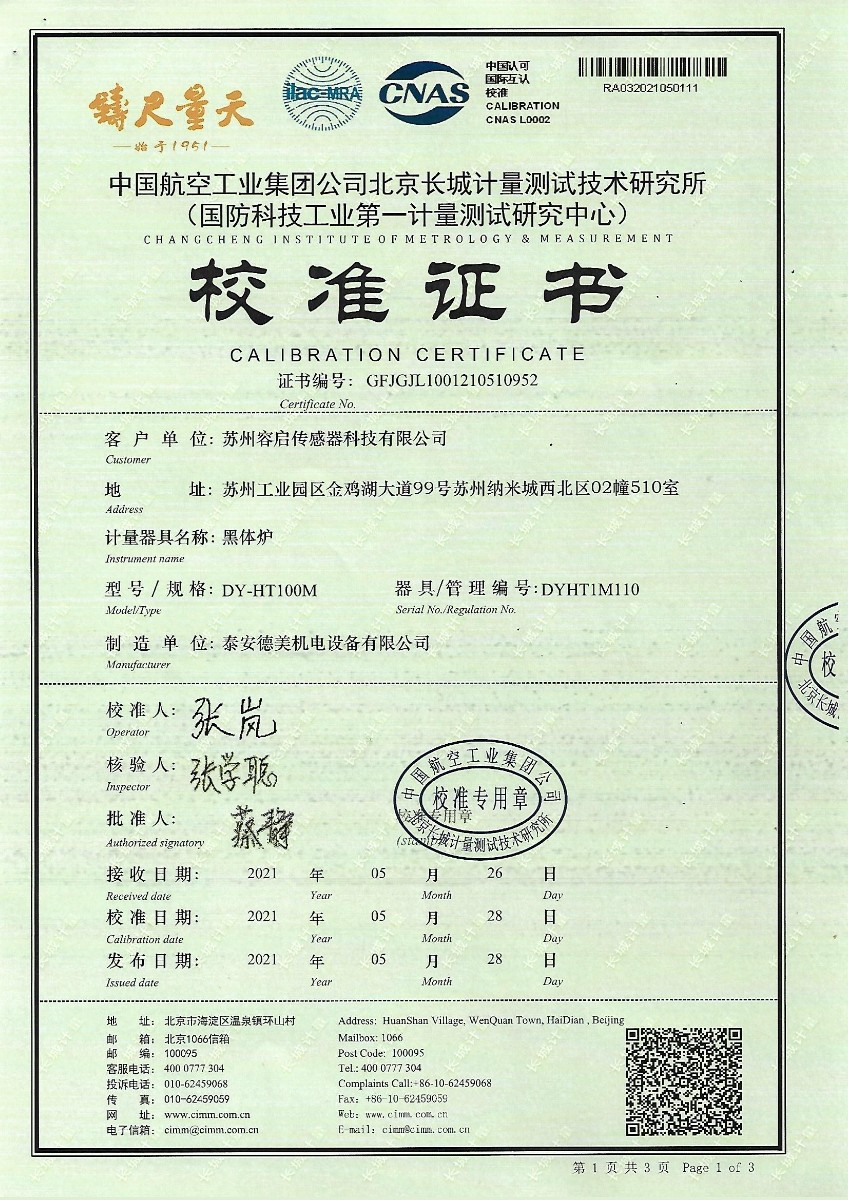 鑄尺量天
始于1951
ilac-MRA
CNAS
中国认可
国际互认
校准
CALIBRATION
CNAS L0002
RA032021050111
中国航空工业集团公司北京长城计量测试技术研究所
（国防科技工业第一计量测试研究中心）
CHANGCHENG INSTITUTE OF METROLOGY & MEASUREMENT
校准证书
CALIBRATION CERTIFICATE
证书编号： GFJGJL1001210510952
Certificate No.
客户单位：苏州容启传感器科技有限公司
Customer
地址：苏州工业园区金鸡湖大道99号苏州纳米城西北区02幢510室
Address
计量器具名称：黑体炉
Instrument name
型号/规格：DY-HT100M 器具/管理编号：DYHT1M110
Model/Type Serial No./Regulation No.
制造单位：泰安德美机电设备有限公司
Manufacturer
校准人：张岚
Operator
核验人：张学聪
Inspector
批准人：蔡静
Authorized signatory
中国航空工业集团公司
校准专用章
北京长城计量测试技术研究所
接收日期： 2021 年 05 月 26 日
Received date Year Month Day
校准日期： 2021 年 05 月 28 日
Calibration date Year Month Day
发布日期： 2021 年 05 月 28 日
Issued date Year Month Day
地址：北京市海淀区温泉镇环山村 Address: HuanShan Village, WenQuan Town, HaiDian , Beijing
邮箱：北京1066信箱 Mailbox: 1066
邮编：100095 Post Code: 100095
客服电话：400 0777 304 Tel.: 400 0777 304
投诉电话：010-62459068 Complaints Call:+86-10-62459068
传真：010-62459059 Fax: +86-10-62459059
网址：www.cimm.com.cn Web: www.cimm.com.cn
电子信箱：cimm@cimm.com.cn E-mail: cimm@cimm.com.cn
第 1 页 共 3 页 Page 1 of 3